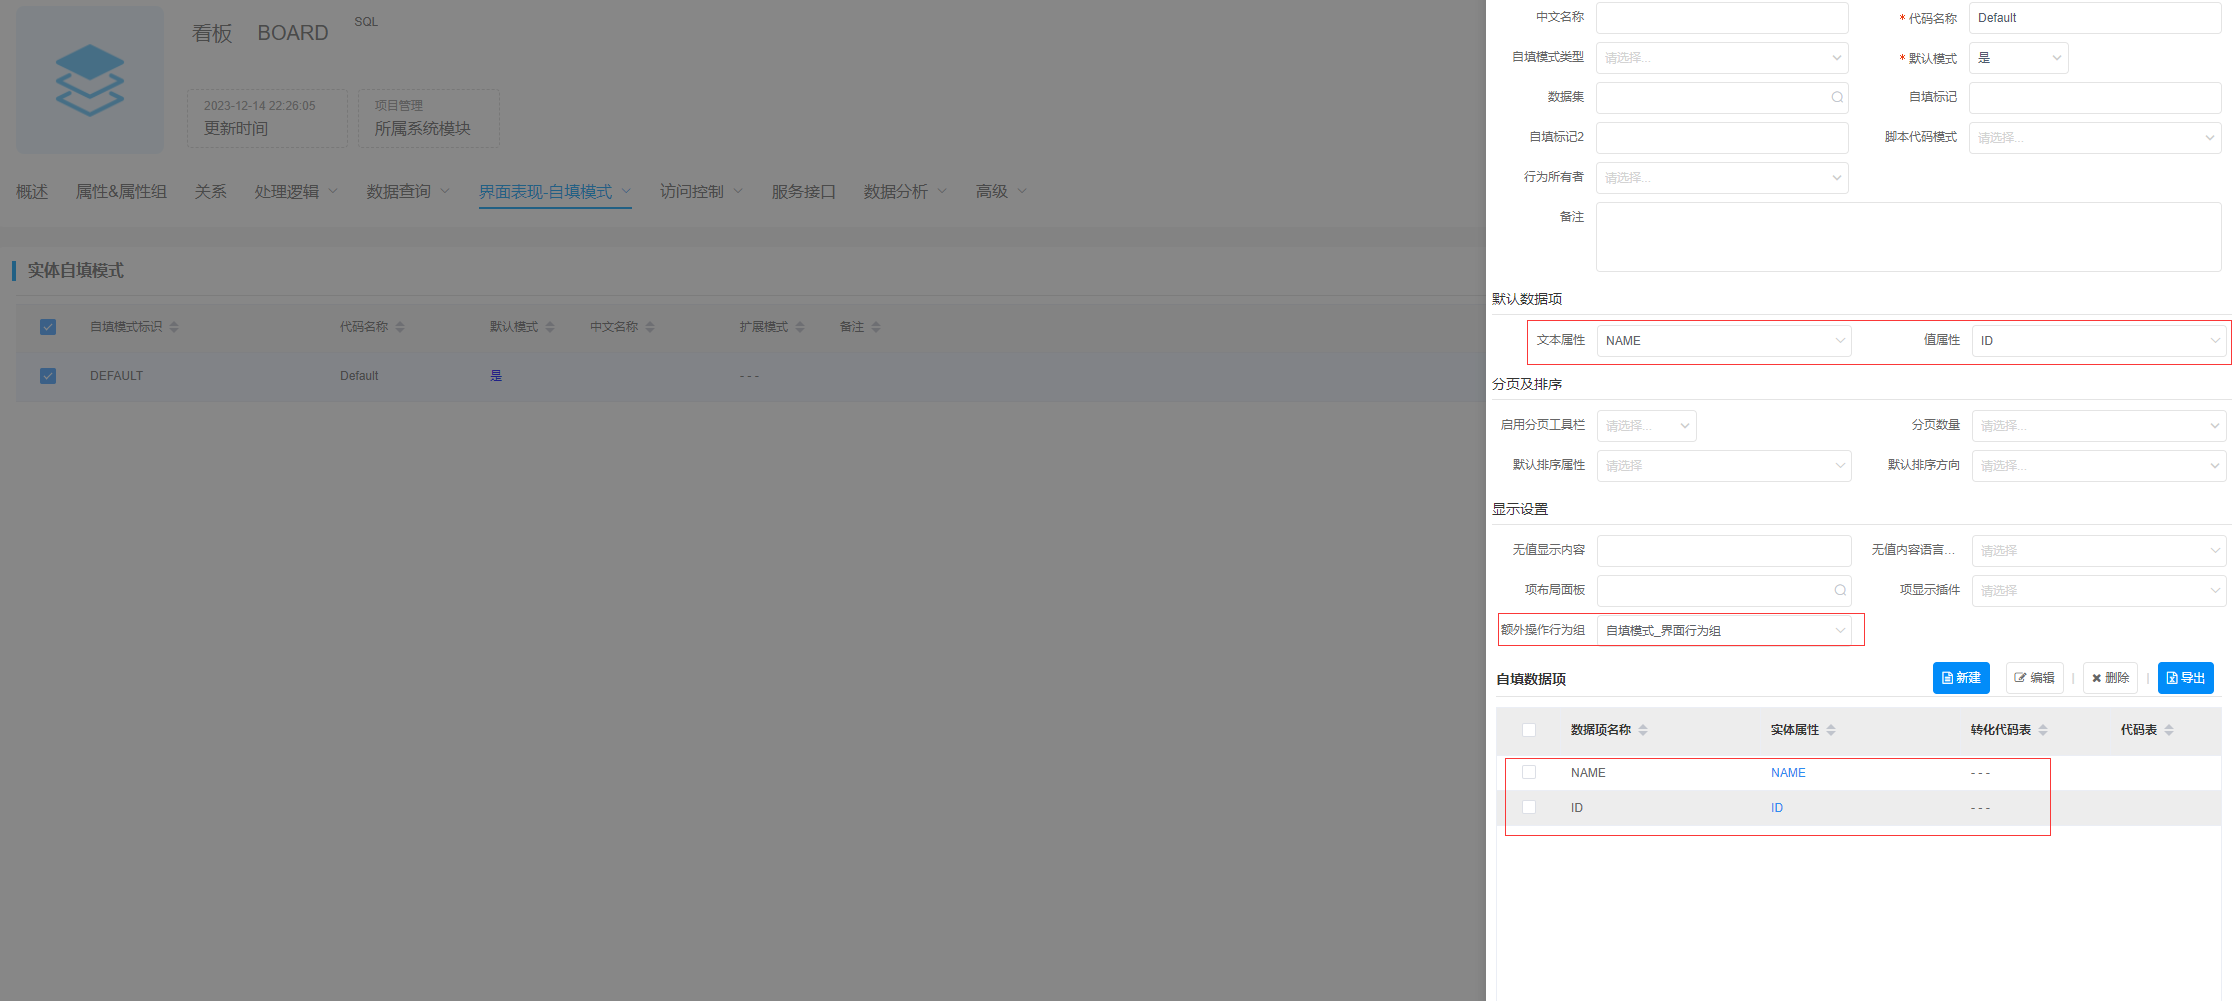 看板 BOARD SQL
2023-12-14 22:26:05
更新时间
项目管理
所属系统模块
概述 属性&属性组 关系 处理逻辑 数据查询 界面表现-自填模式 访问控制 服务接口 数据分析 高级
实体自填模式
自填模式标识 代码名称 默认模式 中文名称 扩展模式 备注
DEFAULT Default 是 - - -
中文名称 * 代码名称 Default
自填模式类型 请选择... * 默认模式 是
数据集 自填标记
自填标记2 脚本代码模式 请选择...
行为所有者 请选择...
备注
默认数据项
文本属性 NAME 值属性 ID
分页及排序
启用分页工具栏 请选择... 分页数量 请选择...
默认排序属性 请选择 默认排序方向 请选择...
显示设置
无值显示内容 无值内容语言... 请选择
项布局面板 项显示插件 请选择
额外操作行为组 自填模式_界面行为组
自填数据项 新建 编辑 | 删除 | 导出
数据项名称 实体属性 转化代码表 代码表
NAME NAME - - -
ID ID - - -